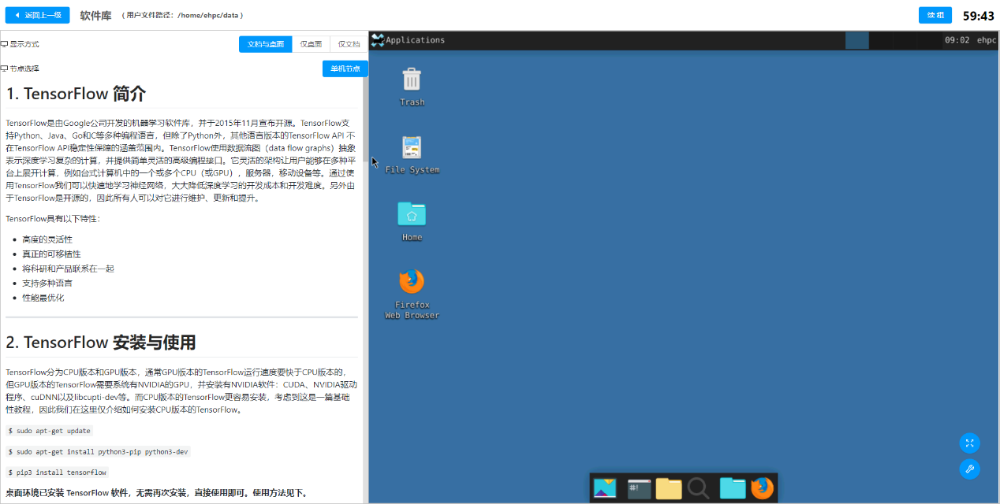 返回上一级 软件库 ( 用户文件路径：/home/ehpc/data ) 续租 59:43
显示方式 文档与桌面 仅桌面 仅文档
节点选择 单机节点
1. TensorFlow 简介
TensorFlow是由Google公司开发的机器学习软件库，并于2015年11月宣布开源。TensorFlow支
持Python、Java、Go和C等多种编程语言，但除了Python外，其他语言版本的TensorFlow API 不
在TensorFlow API稳定性保障的涵盖范围内。TensorFlow使用数据流图（data flow graphs）抽象
表示深度学习复杂的计算，并提供简单灵活的高级编程接口。它灵活的架构让用户能够在多种平
台上展开计算，例如台式计算机中的一个或多个CPU（或GPU），服务器，移动设备等。通过使
用TensorFlow我们可以快速地学习神经网络，大大降低深度学习的开发成本和开发难度。另外由
于TensorFlow是开源的，因此所有人可以对它进行维护、更新和提升。
TensorFlow具有以下特性：
高度的灵活性
真正的可移植性
将科研和产品联系在一起
支持多种语言
性能最优化
2. TensorFlow 安装与使用
TensorFlow分为CPU版本和GPU版本，通常GPU版本的TensorFlow运行速度要快于CPU版本的，
但GPU版本的TensorFlow需要系统有NVIDIA的GPU，并安装有NVIDIA软件：CUDA、NVIDIA驱动
程序、cuDNN以及libcupti-dev等。而CPU版本的TensorFlow更容易安装，考虑到这是一篇基础
性教程，因此我们在这里仅介绍如何安装CPU版本的TensorFlow。
$ sudo apt-get update
$ sudo apt-get install python3-pip python3-dev
$ pip3 install tensorflow
桌面环境已安装 TensorFlow 软件，无需再次安装，直接使用即可。使用方法见下。
Applications 09:02 ehpc
Trash
File System
Home
Firefox
Web Browser
#!